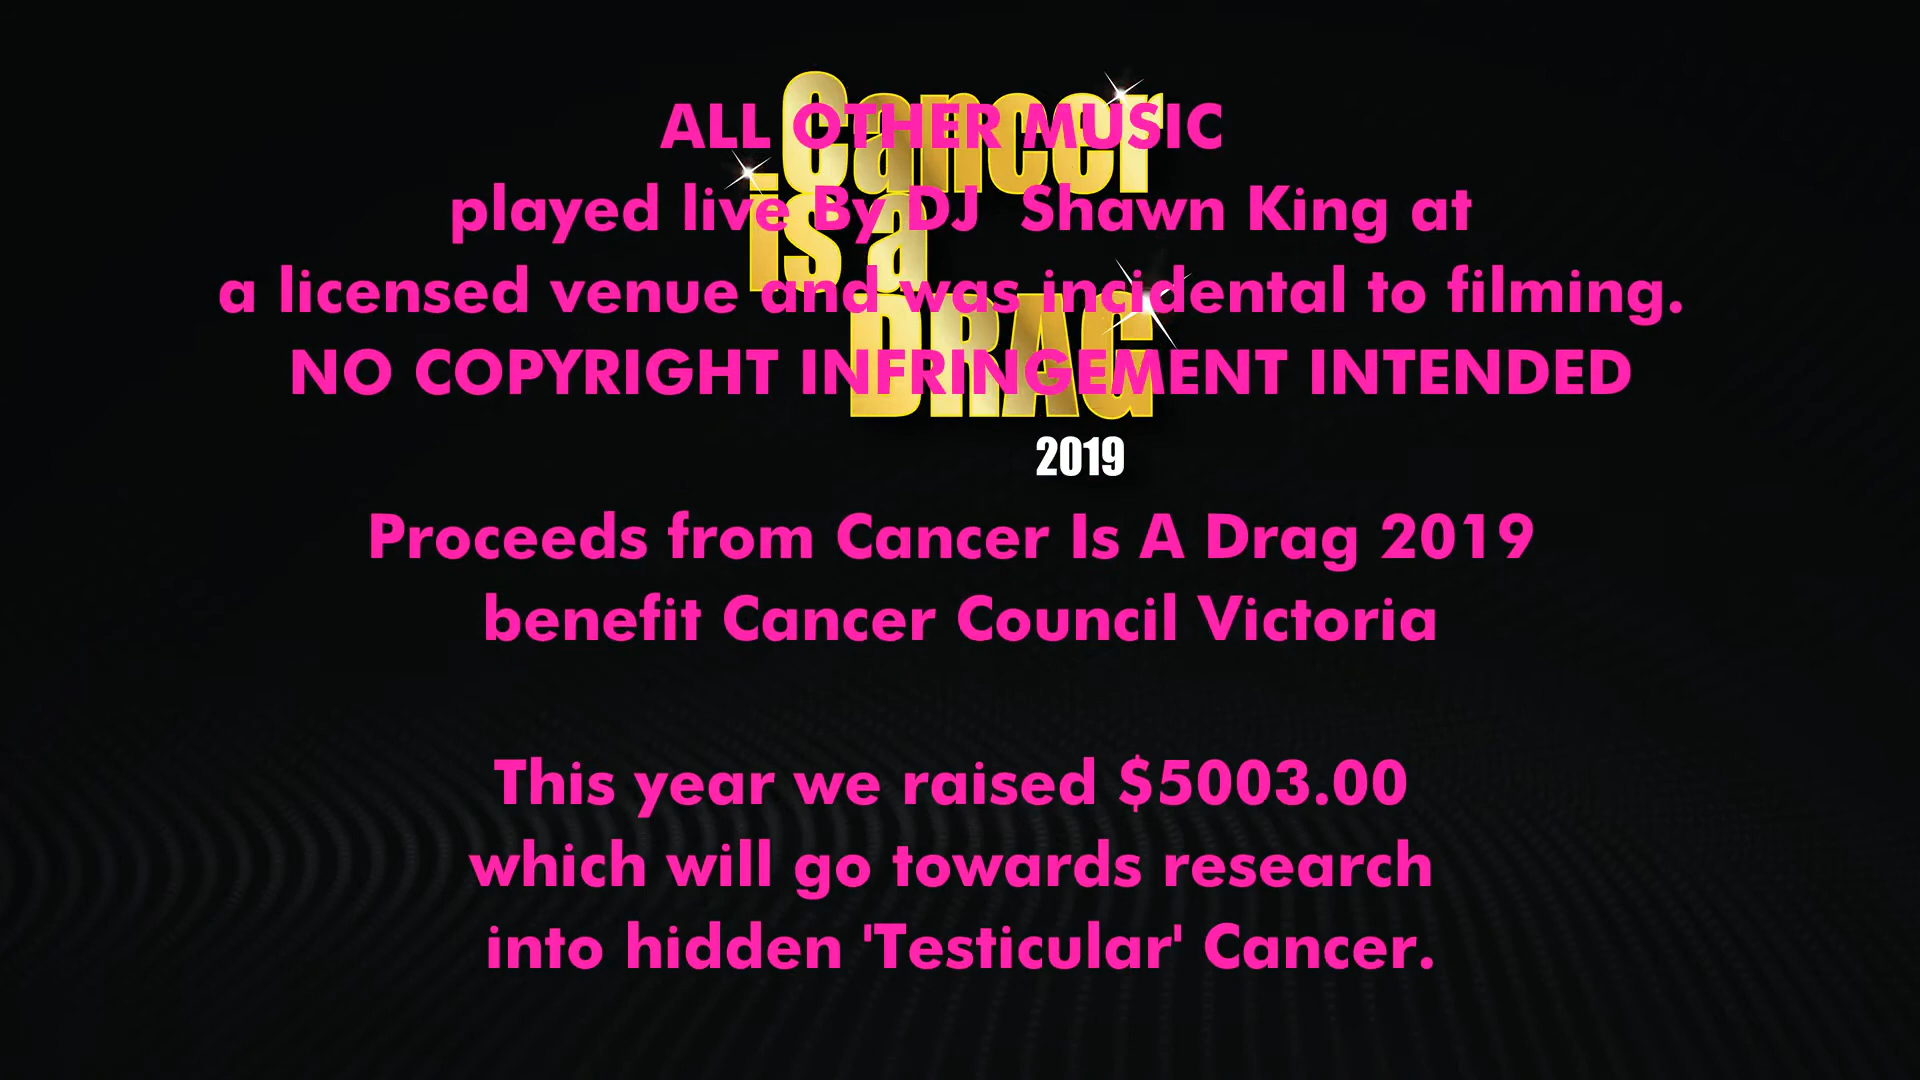 ALL OTHER MUSIC
played live By DJ  Shawn King at
a licensed venue and was incidental to filming.
NO COPYRIGHT INFRINGEMENT INTENDED
Cancer
is a
DRAG
2019
Proceeds from Cancer Is A Drag 2019
benefit Cancer Council Victoria
This year we raised $5003.00
which will go towards research
into hidden 'Testicular' Cancer.